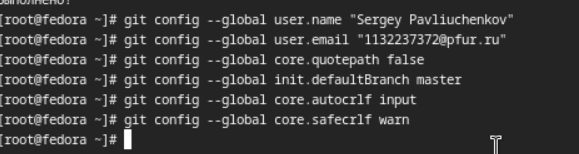 выполнено!
[root@fedora ~]# git config --global user.name "Sergey Pavliuchenkov"
[root@fedora ~]# git config --global user.email "1132237372@pfur.ru"
[root@fedora ~]# git config --global core.quotepath false
[root@fedora ~]# git config --global init.defaultBranch master
[root@fedora ~]# git config --global core.autocrlf input
[root@fedora ~]# git config --global core.safecrlf warn
[root@fedora ~]#